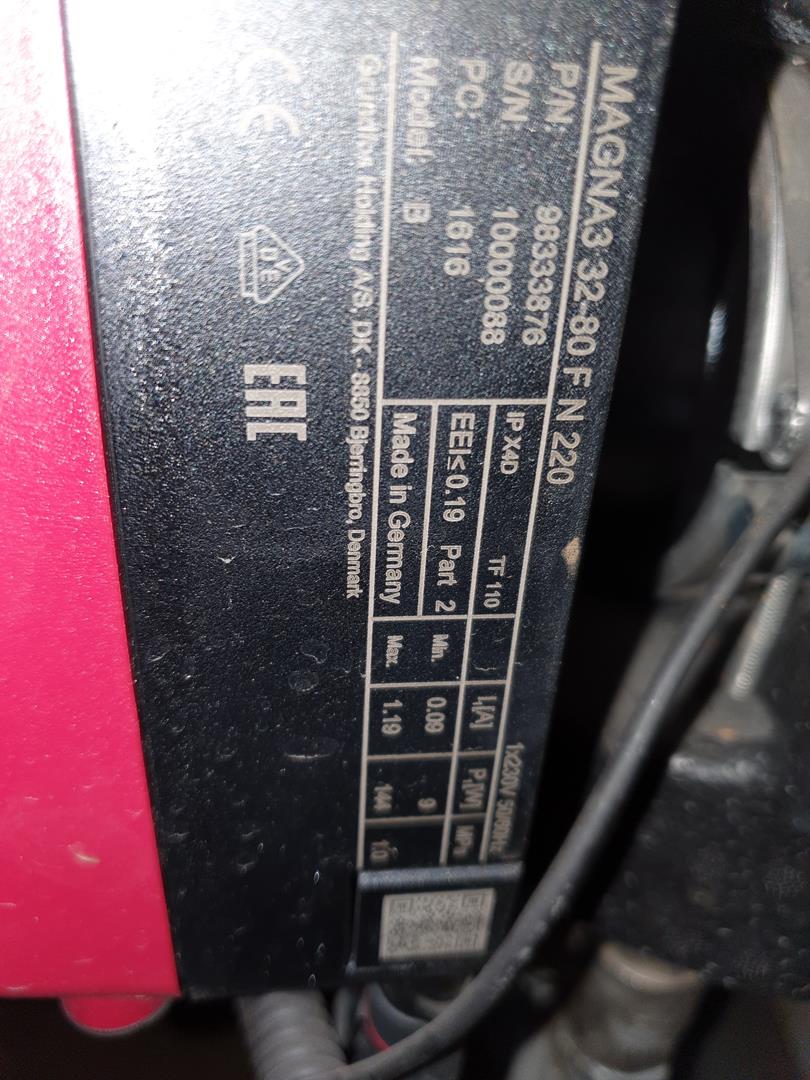 MAGNA3 32-80 F N 220
P/N: 98333876
S/N: 10000088
PC: 1616
Model: B
Grundfos Holding A/S, DK - 8850 Bjerringbro, Denmark
IP X4D TF 110
EEI≤0.19 Part 2
Made in Germany
1x230V 50/60Hz
I₁[A] P₁[W] MPa
Min. 0.09 9
Max. 1.19 144 1.0
CE
DVE
EAC